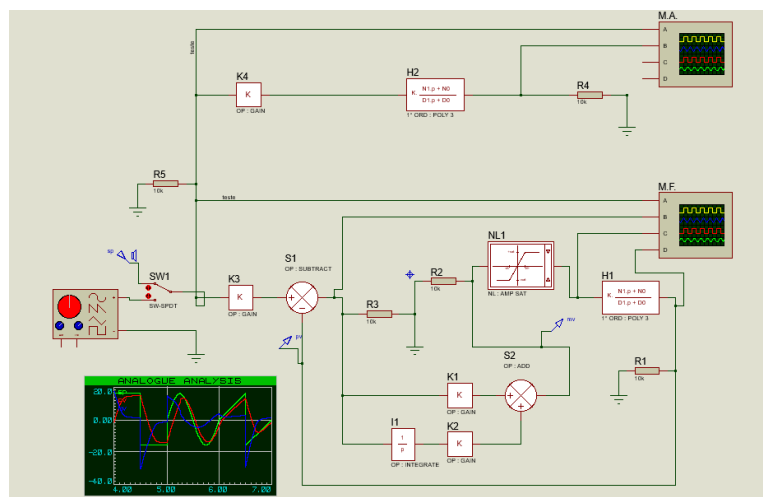 M.A.
A
B
C
D
teste
K4
K
OP : GAIN
H2
K. N1.p + N0
D1.p + D0
1° ORD : POLY 3
R4
10k
R5
10k
teste
M.F.
A
B
C
D
sp
SW1
SW-SPDT
K3
K
OP : GAIN
S1
OP : SUBTRACT
pv
R3
10k
R2
10k
NL1
NL : AMP SAT
mv
H1
K. N1.p + N0
D1.p + D0
1° ORD : POLY 3
S2
OP : ADD
R1
10k
K1
K
OP : GAIN
I1
1
p
OP : INTEGRATE
K2
K
OP : GAIN
ANALOGUE ANALYSIS
20.0
0.00
-20.0
-40.0
4.00 5.00 6.00 7.00